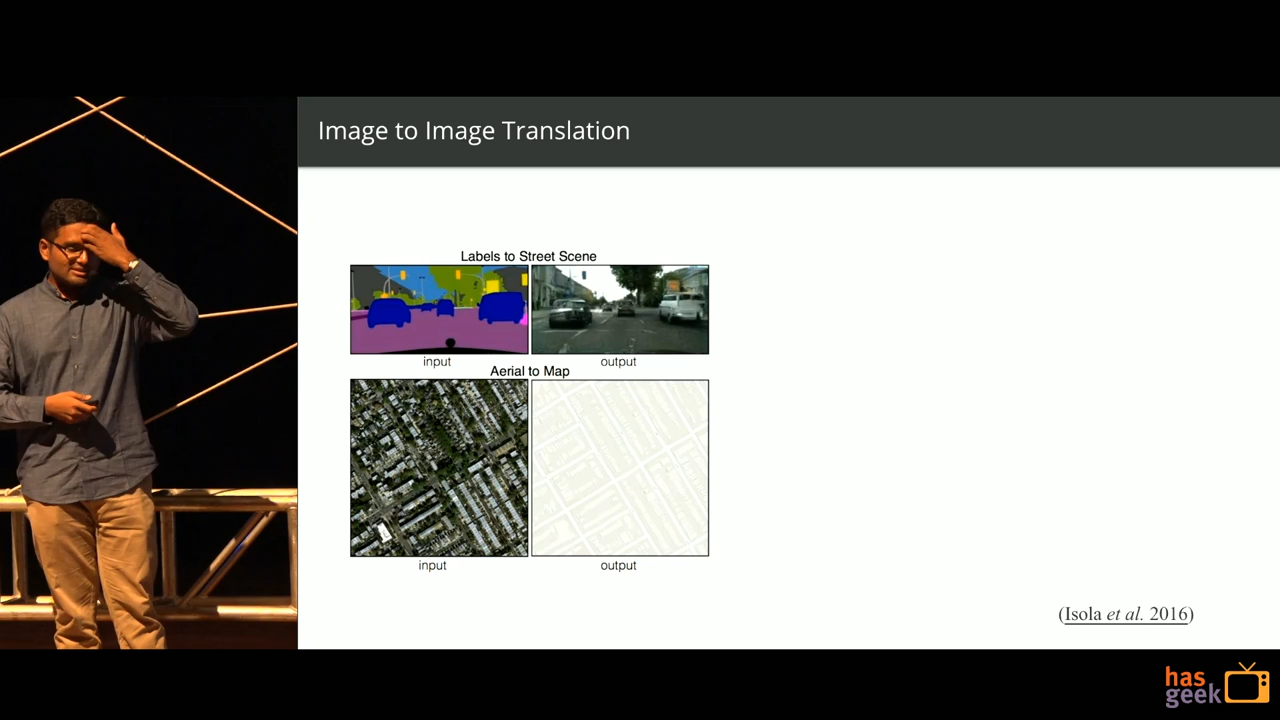 Image to Image Translation
Labels to Street Scene
input
output
Aerial to Map
input
output
(Isola et al. 2016)
has
geek